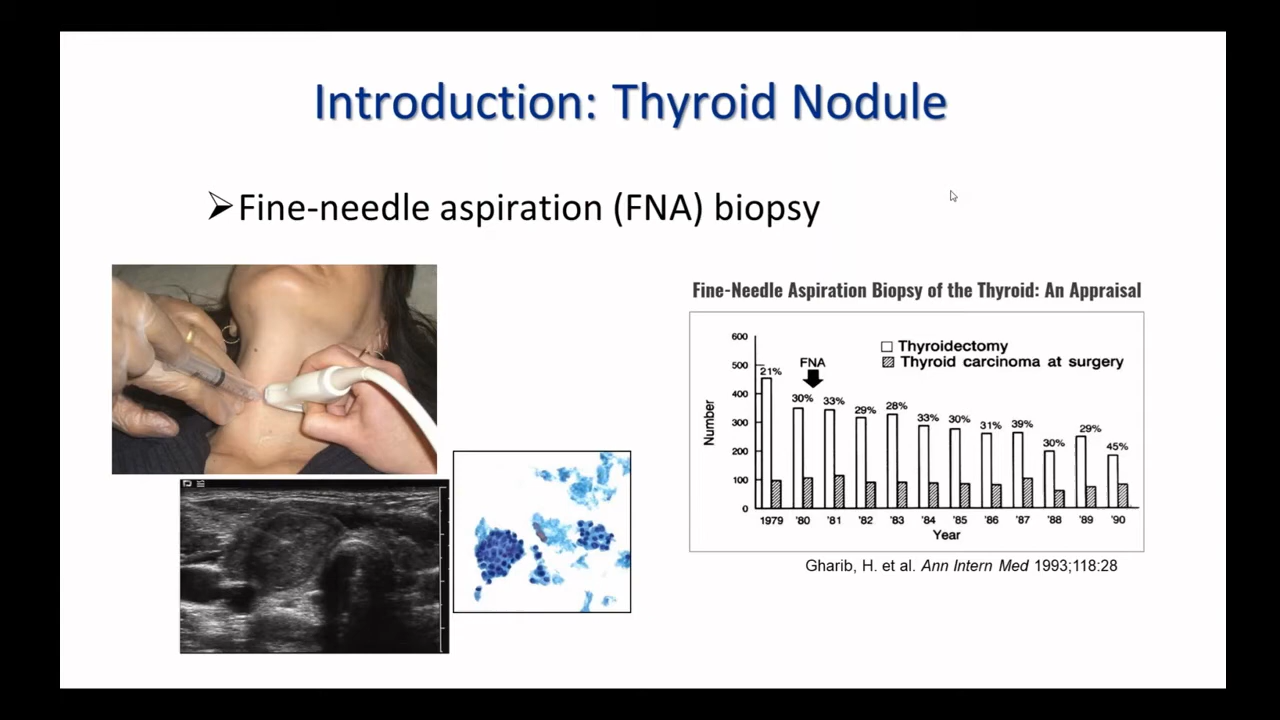 Introduction: Thyroid Nodule
➢Fine-needle aspiration (FNA) biopsy
Fine-Needle Aspiration Biopsy of the Thyroid: An Appraisal
Thyroidectomy
Thyroid carcinoma at surgery
FNA
Number
600
500
400
300
200
100
0
21% 30% 33% 29% 28% 33% 30% 31% 39% 30% 29% 45%
1979 '80 '81 '82 '83 '84 '85 '86 '87 '88 '89 '90
Year
Gharib, H. et al. Ann Intern Med 1993;118:28